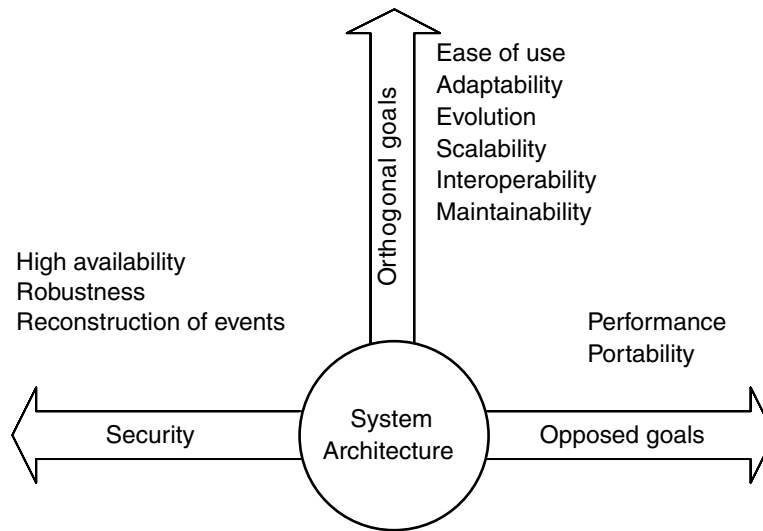 Orthogonal goals
Ease of use
Adaptability
Evolution
Scalability
Interoperability
Maintainability
High availability
Robustness
Reconstruction of events
Performance
Portability
Security
System
Architecture
Opposed goals